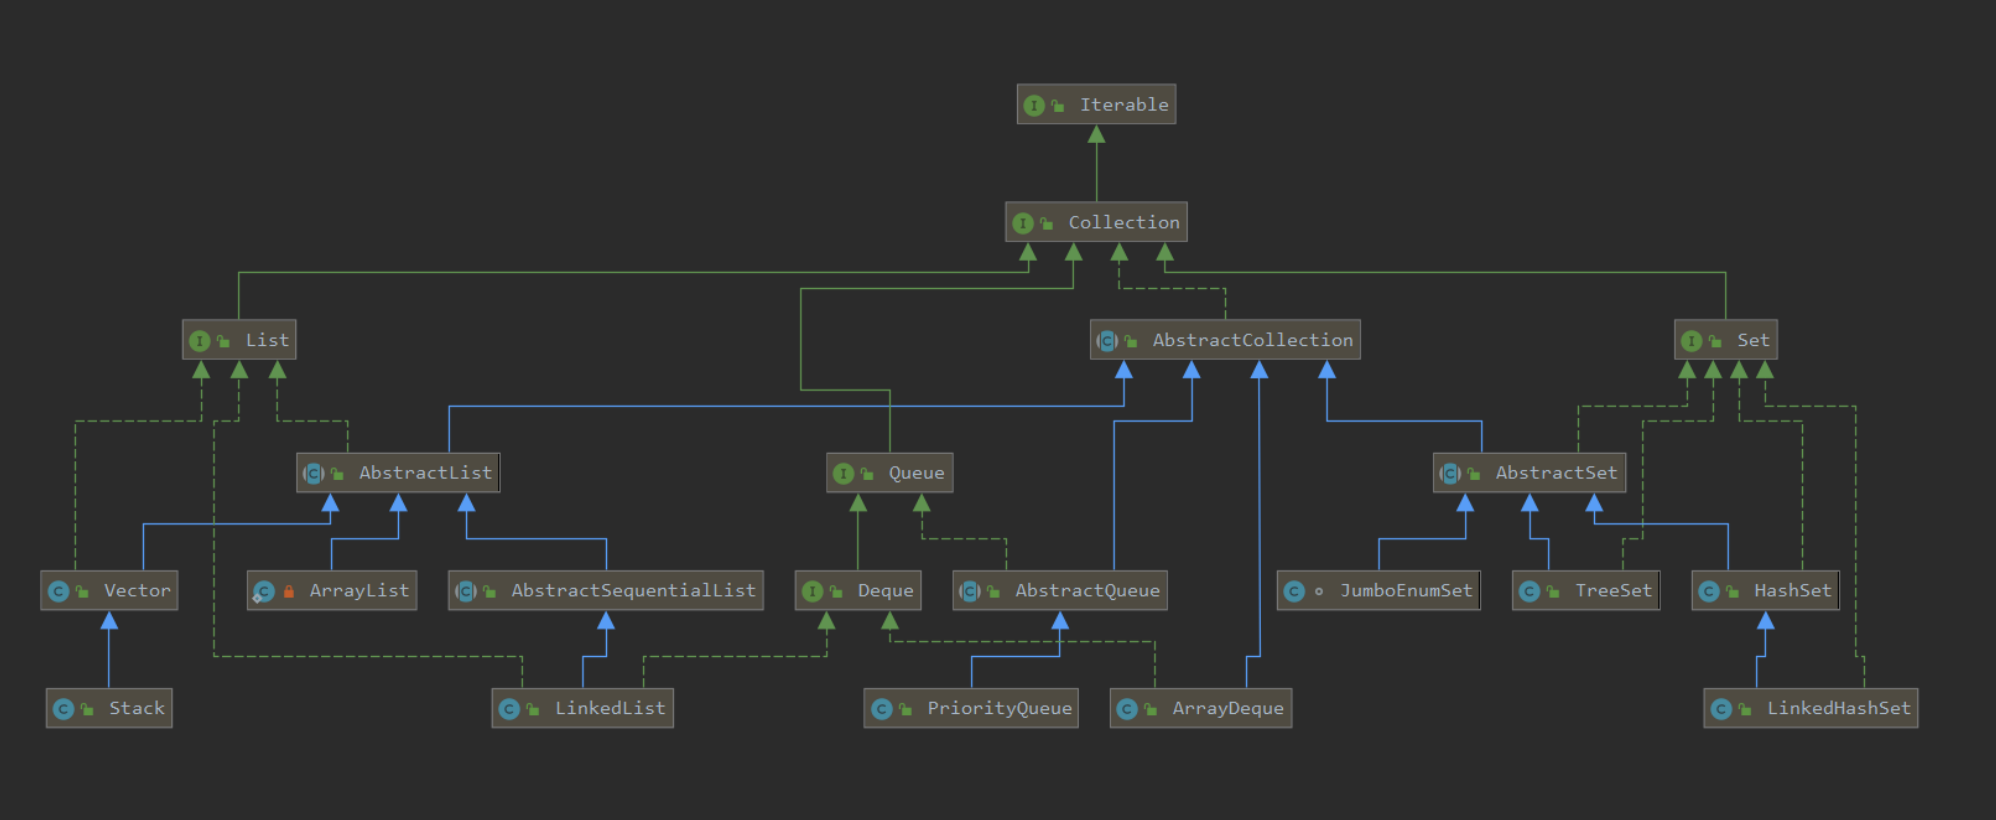 I Iterable
I Collection
I List
C AbstractCollection
I Set
C AbstractList
I Queue
C AbstractSet
C Vector
C ArrayList
C AbstractSequentialList
I Deque
C AbstractQueue
C JumboEnumSet
C TreeSet
C HashSet
C Stack
C LinkedList
C PriorityQueue
C ArrayDeque
C LinkedHashSet